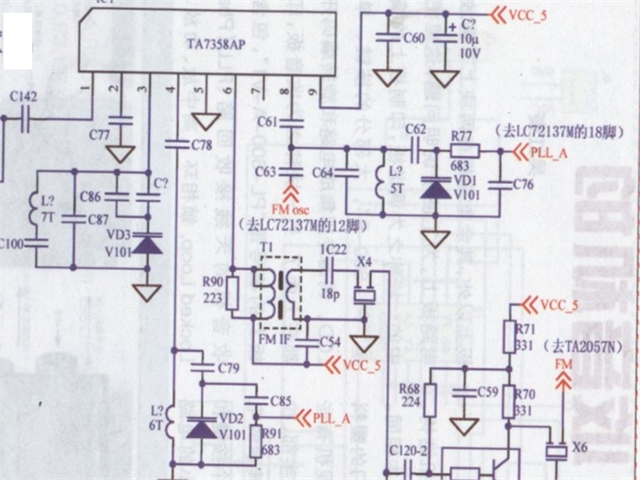 TA7358AP
VCC_5
C60
C?
10μ
10V
1 2 3 4 5 6 7 8 9
C142
C77
C78
C61
C62
R77
683
(去LC72137M的18脚)
PLL_A
C63
C64
L?
5T
VD1
V101
C76
FM osc
(去LC72137M的12脚)
L?
7T
C86
C87
C?
C100
VD3
V101
T1
1C22
18p
X4
R90
223
FM IF
C54
VCC_5
VCC_5
R71
331
(去TA2057N)
FM
C79
R68
224
C59
R70
331
L?
6T
VD2
V101
C85
PLL_A
R91
683
C120-2
X6